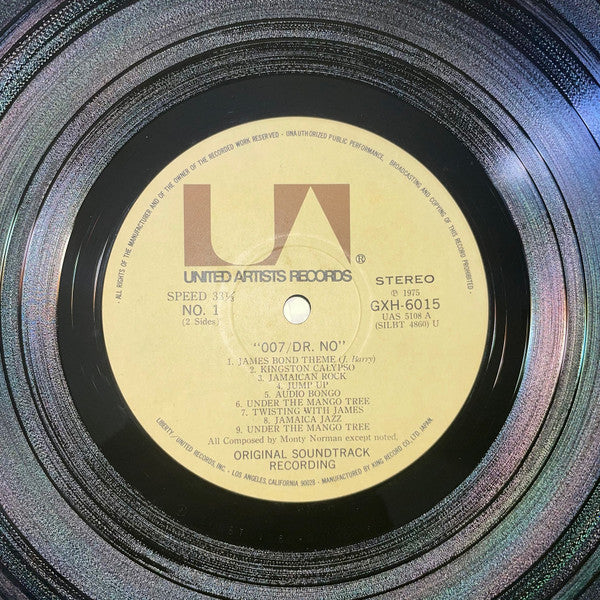 - ALL RIGHTS OF THE MANUFACTURER AND OF THE OWNER OF THE RECORDED WORK RESERVED - UNAUTHORIZED PUBLIC PERFORMANCE, BROADCASTING AND COPYING OF THIS RECORD PROHIBITED -
UA
®
UNITED ARTISTS RECORDS
SPEED 33⅓
NO. 1
(2 Sides)
STEREO
℗ 1975
GXH-6015
UAS 5108 A
(SILBT 4860) U
"007/DR. NO"
1. JAMES BOND THEME (J. Barry)
2. KINGSTON CALYPSO
3. JAMAICAN ROCK
4. JUMP UP
5. AUDIO BONGO
6. UNDER THE MANGO TREE
7. TWISTING WITH JAMES
8. JAMAICA JAZZ
9. UNDER THE MANGO TREE
All Composed by Monty Norman except noted,
ORIGINAL SOUNDTRACK
RECORDING
LIBERTY/UNITED RECORDS, INC. - LOS ANGELES, CALIFORNIA 90028 - MANUFACTURED BY KING RECORD CO., LTD. JAPAN